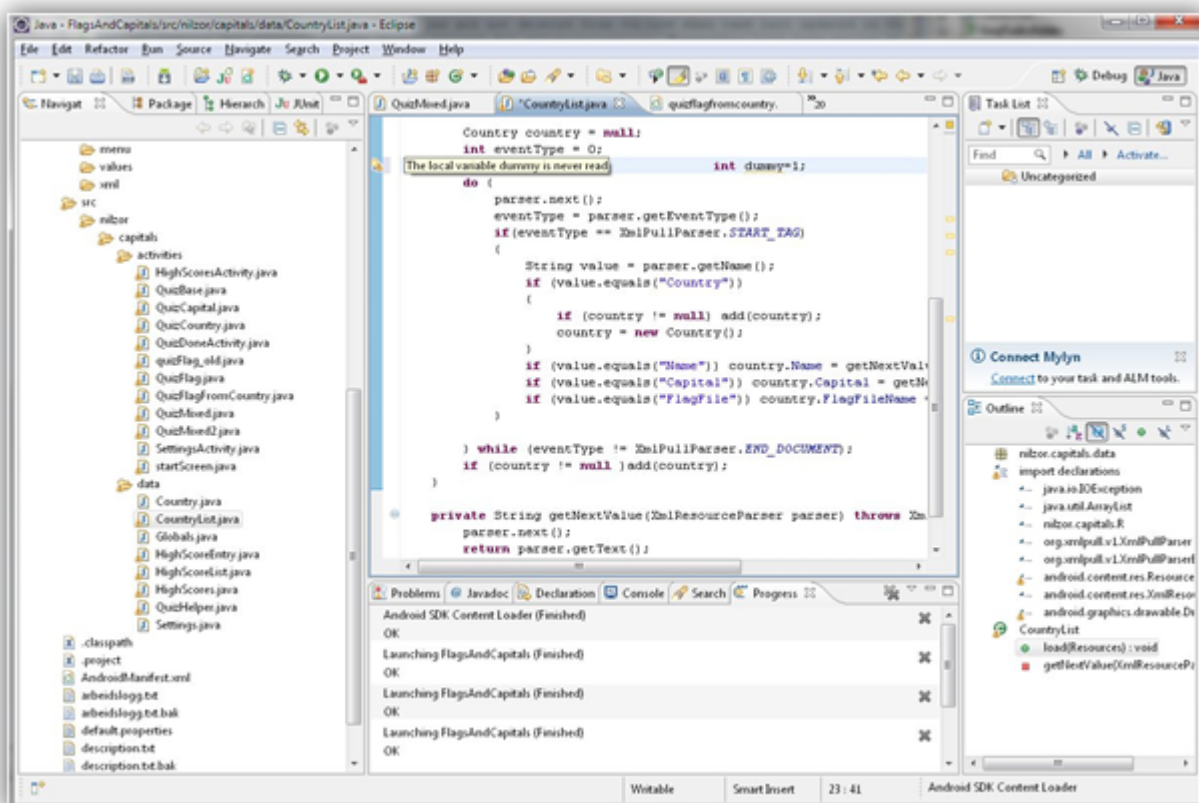 Java - FlagsAndCapitals/src/nilzor/capitals/data/CountryList.java - Eclipse
File Edit Refactor Run Source Navigate Search Project Window Help
Debug Java
Navigat Package Hierarch JUnit
menu
values
xml
src
nilzor
capitals
activities
HighScoresActivity.java
QuizBase.java
QuizCapital.java
QuizCountry.java
QuizDoneActivity.java
quizFlag_old.java
QuizFlag.java
QuizFlagFromCountry.java
QuizMixed.java
QuizMixed2.java
SettingsActivity.java
startScreen.java
data
Country.java
CountryList.java
Globals.java
HighScoreEntry.java
HighScoreList.java
HighScores.java
QuizHelper.java
Settings.java
.classpath
.project
AndroidManifest.xml
arbeidslogg.txt
arbeidslogg.txt.bak
default.properties
description.txt
description.txt.bak
QuizMixed.java *CountryList.java quizflagfromcountry. »20
Country country = null;
int eventType = 0;
The local variable dummy is never read int dummy=1;
do {
parser.next();
eventType = parser.getEventType();
if(eventType == XmlPullParser.START_TAG)
{
String value = parser.getName();
if (value.equals("Country"))
{
if (country != null) add(country);
country = new Country();
}
if (value.equals("Name")) country.Name = getNextVal
if (value.equals("Capital")) country.Capital = getN
if (value.equals("FlagFile")) country.FlagFileName
}
} while (eventType != XmlPullParser.END_DOCUMENT);
if (country != null )add(country);
}
private String getNextValue(XmlResourceParser parser) throws Xm
parser.next();
return parser.getText();
Problems Javadoc Declaration Console Search Progress
Android SDK Content Loader (Finished)
OK
Launching FlagsAndCapitals (Finished)
OK
Launching FlagsAndCapitals (Finished)
OK
Launching FlagsAndCapitals (Finished)
OK
Task List
Find All Activate...
Uncategorized
Connect Mylyn
Connect to your task and ALM tools.
Outline
nilzor.capitals.data
import declarations
java.io.IOException
java.util.ArrayList
nilzor.capitals.R
org.xmlpull.v1.XmlPullParser
org.xmlpull.v1.XmlPullParserE
android.content.res.Resource
android.content.res.XmlResou
android.graphics.drawable.Dr
CountryList
load(Resources) : void
getNextValue(XmlResourcePa
Writable Smart Insert 23 : 41 Android SDK Content Loader